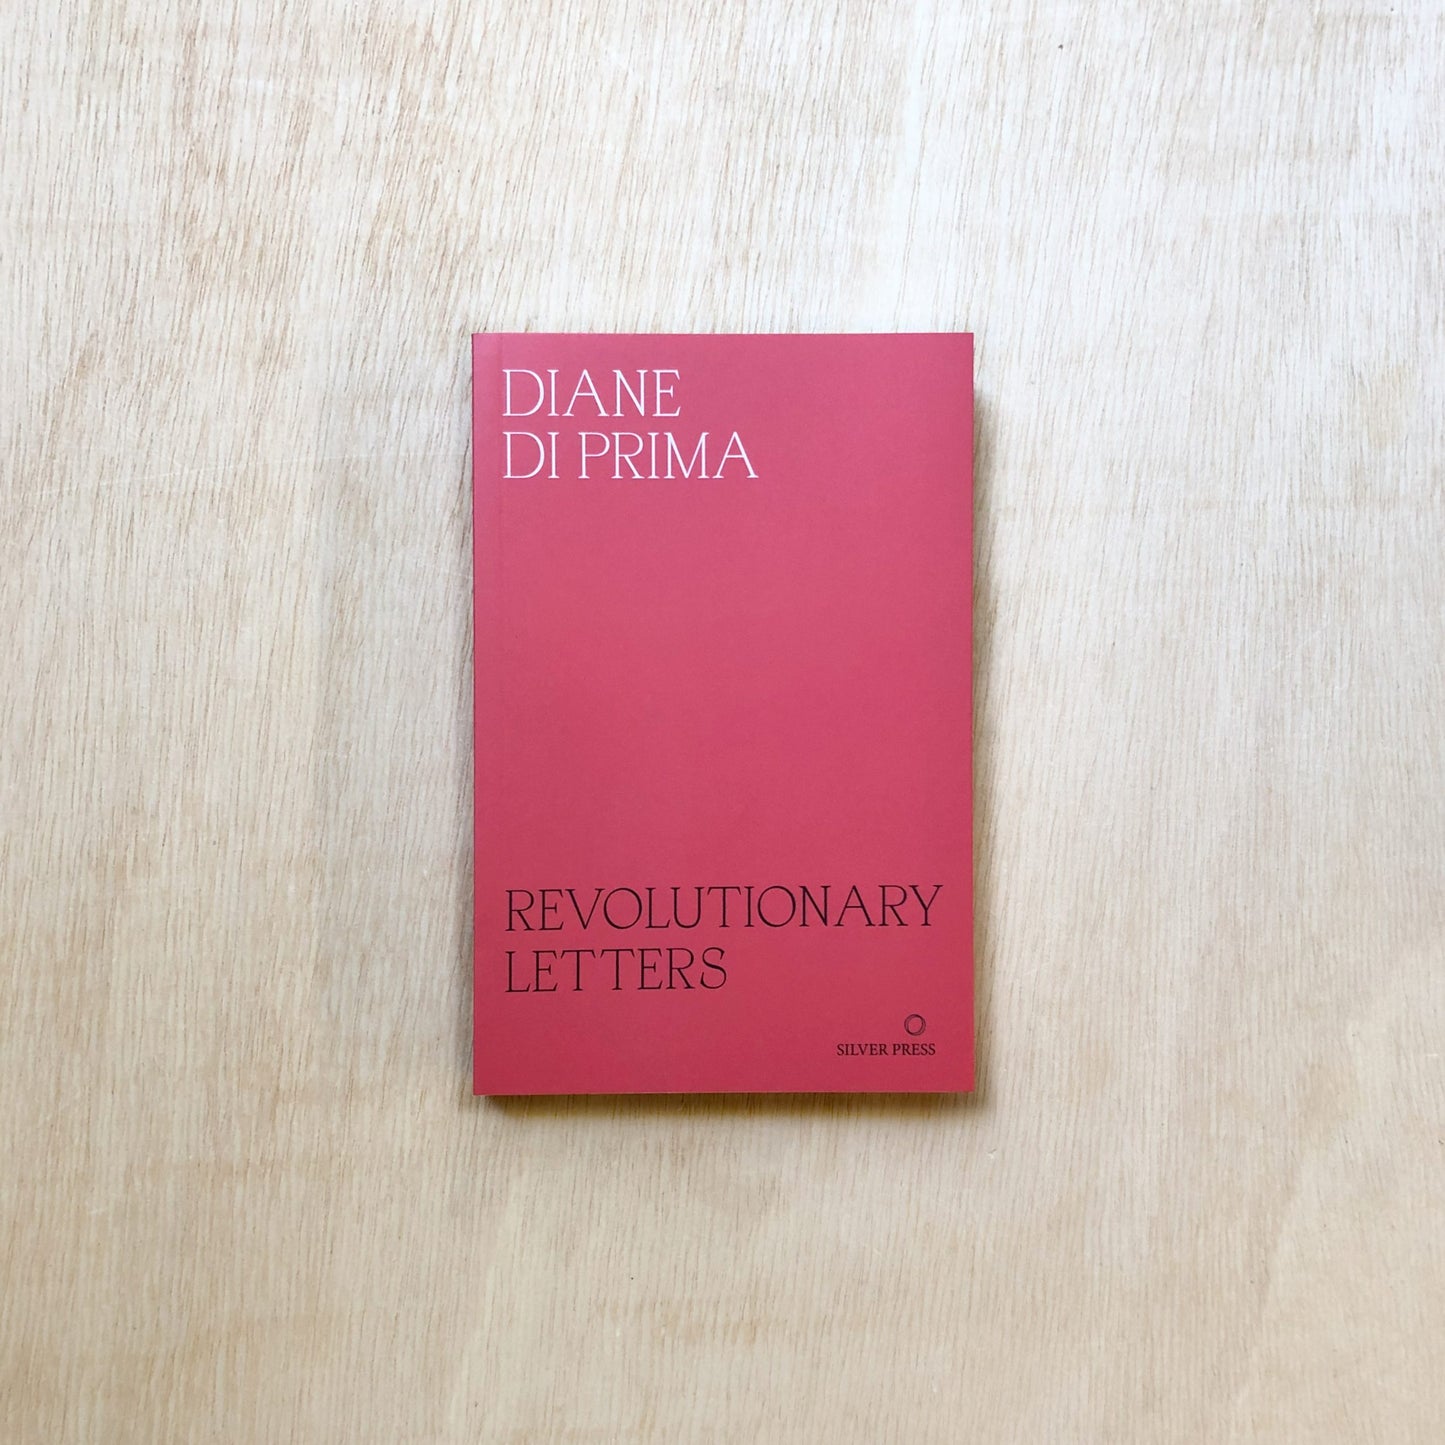 DIANE
DI PRIMA
REVOLUTIONARY
LETTERS
SILVER PRESS